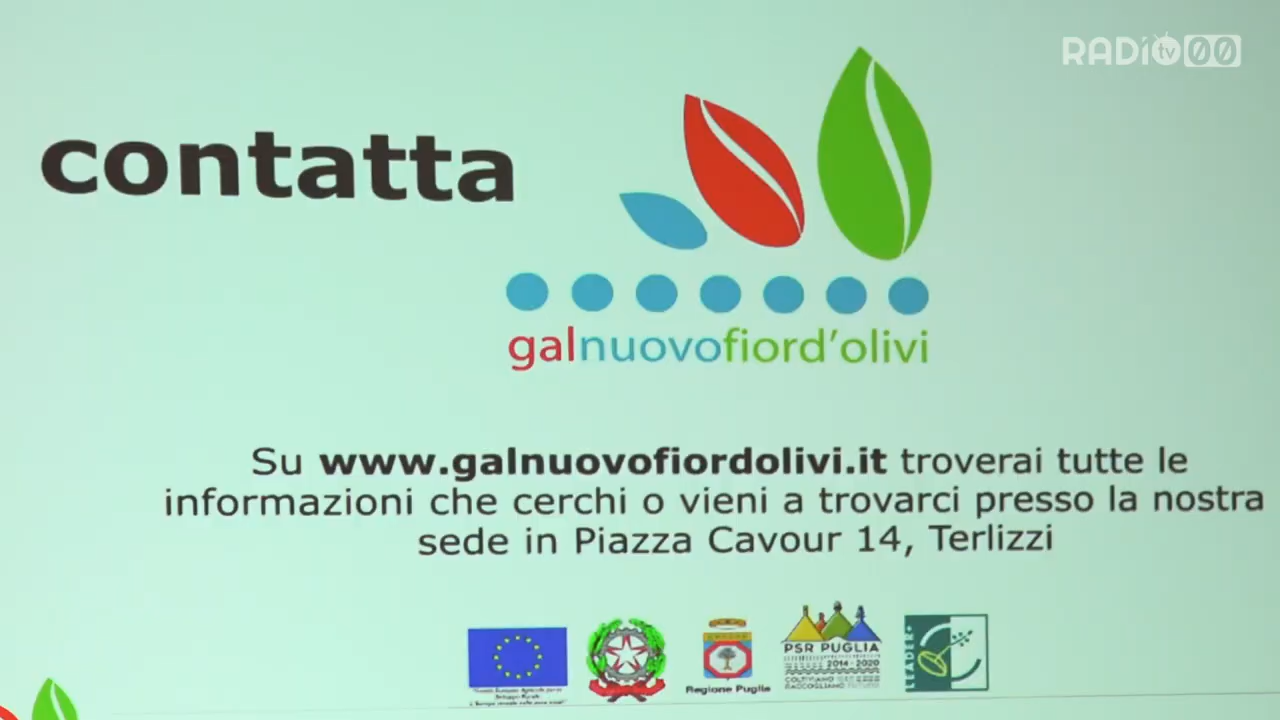 RADiO tv 00
contatta
galnuovofiord'olivi
Su www.galnuovofiordolivi.it troverai tutte le
informazioni che cerchi o vieni a trovarci presso la nostra
sede in Piazza Cavour 14, Terlizzi
Regione Puglia
PSR PUGLIA
2014-2020
LEADER+